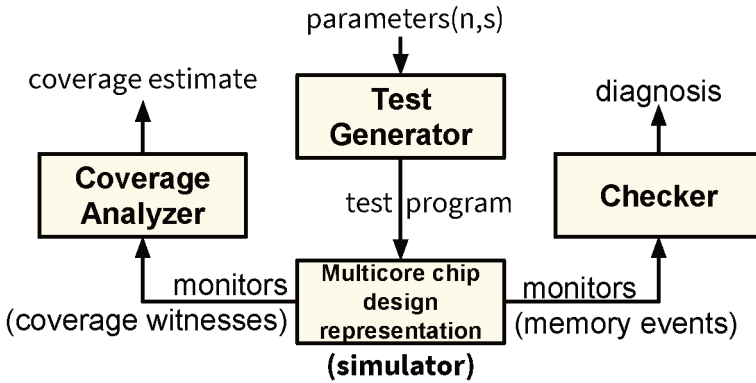 parameters(n,s)
coverage estimate
Test
Generator
diagnosis
Coverage
Analyzer
Checker
test program
monitors
(coverage witnesses)
Multicore chip
design
representation
(simulator)
monitors
(memory events)